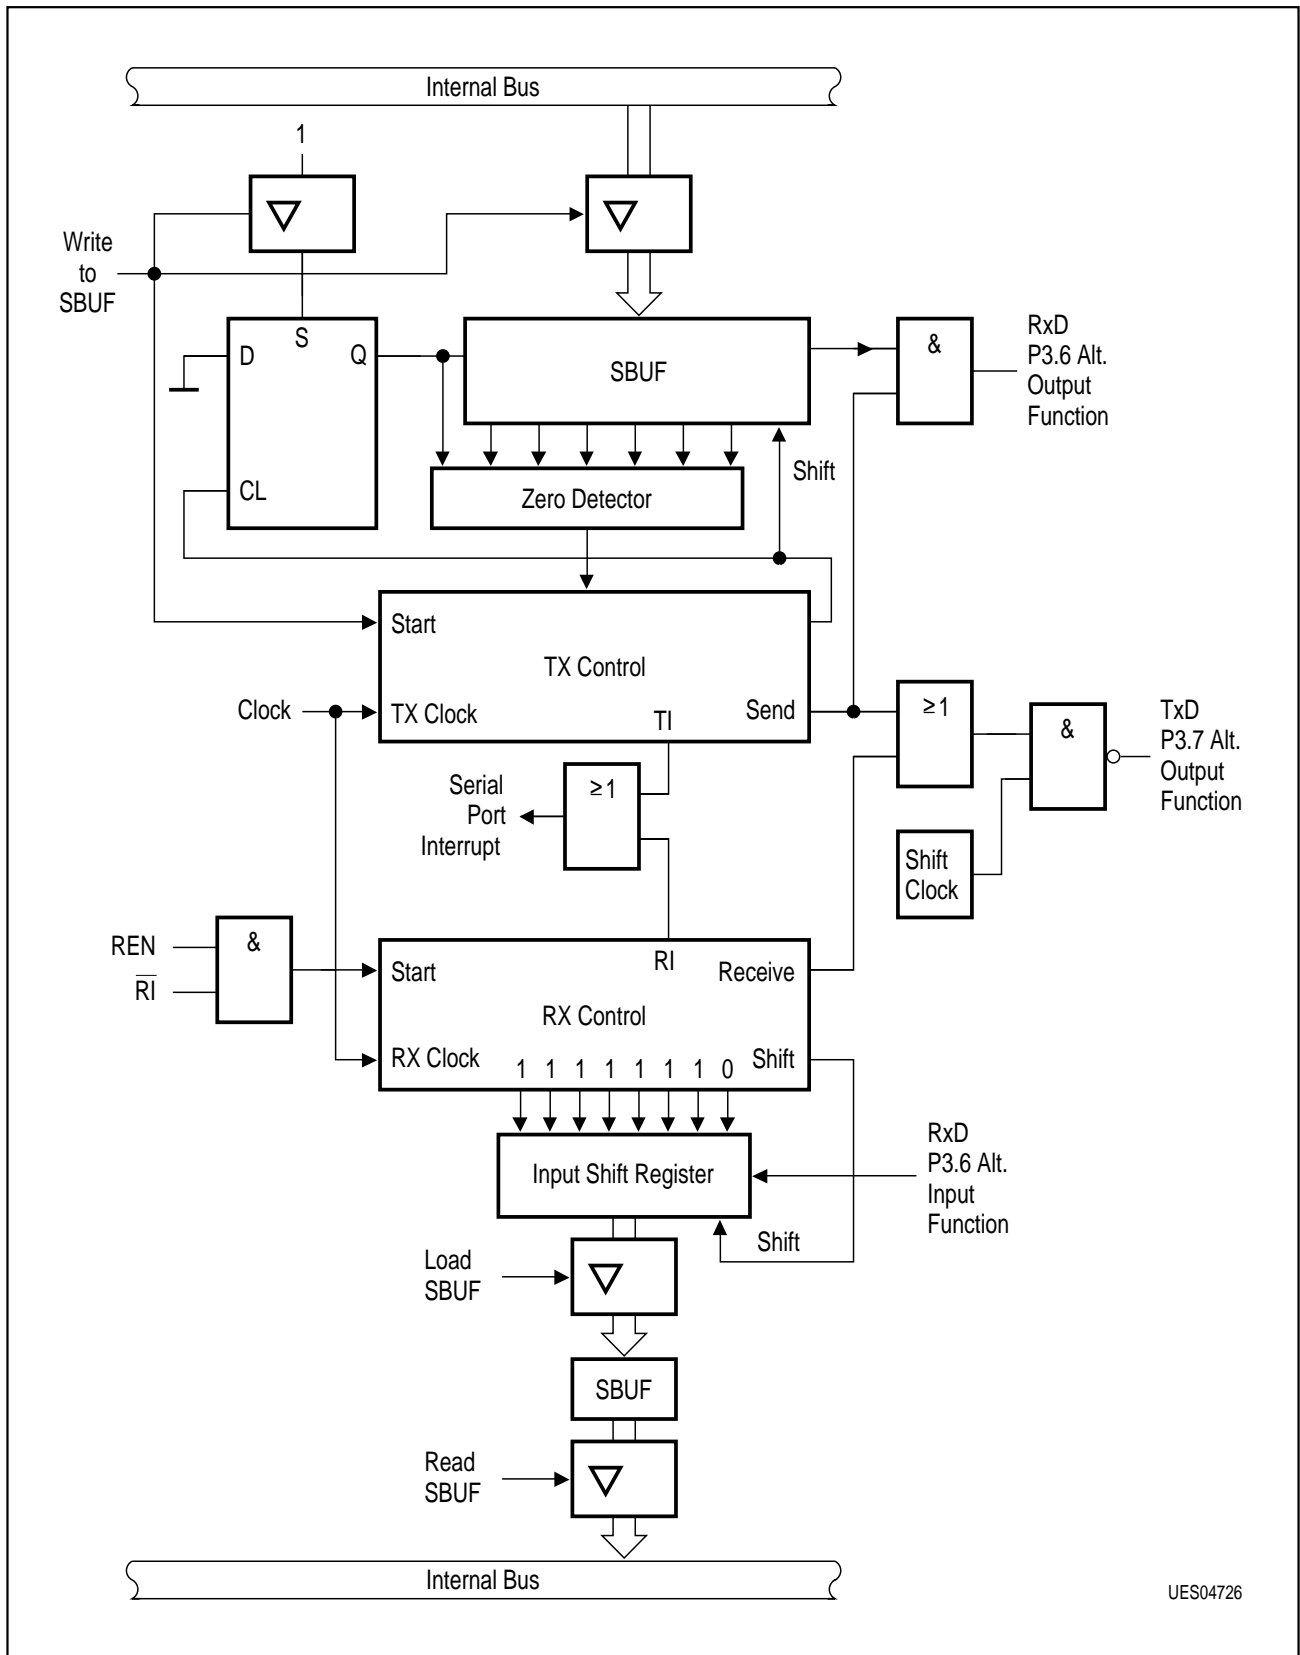 Internal Bus
1
Write
to
SBUF
D
S
Q
CL
SBUF
&
RxD
P3.6 Alt.
Output
Function
Shift
Zero Detector
Start
TX Control
Clock
TX Clock
TI
Send
≥1
&
TxD
P3.7 Alt.
Output
Function
Serial
Port
Interrupt
≥1
Shift
Clock
REN
R̅I̅
&
Start
RI
Receive
RX Control
RX Clock
1 1 1 1 1 1 1 0
Shift
Input Shift Register
RxD
P3.6 Alt.
Input
Function
Shift
Load
SBUF
SBUF
Read
SBUF
Internal Bus
UES04726